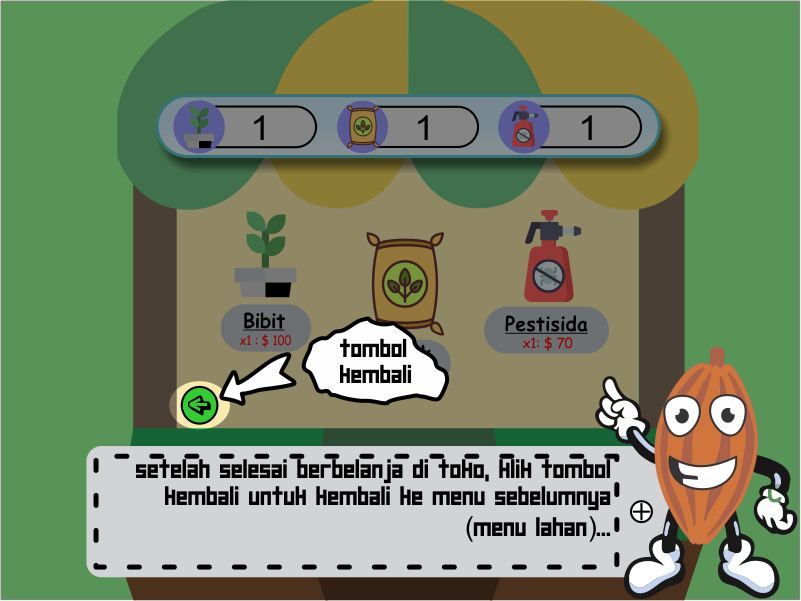 1 1 1
Bibit
x1 : $ 100
Pestisida
x1: $ 70
tombol
kembali
setelah selesai berbelanja di toko, klik tombol
kembali untuk kembali ke menu sebelumnya
(menu lahan)...